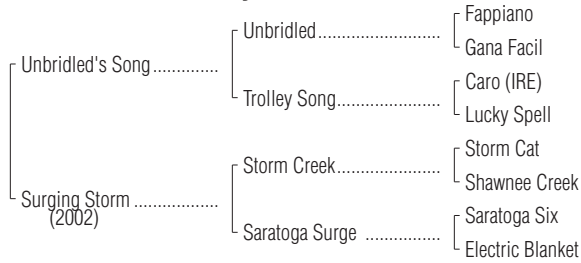 Fappiano
Unbridled.......................
Gana Facil
Unbridled's Song..............
Caro (IRE)
Trolley Song....................
Lucky Spell
Storm Cat
Storm Creek....................
Shawnee Creek
Surging Storm ..................
(2002)
Saratoga Six
Saratoga Surge ................
Electric Blanket